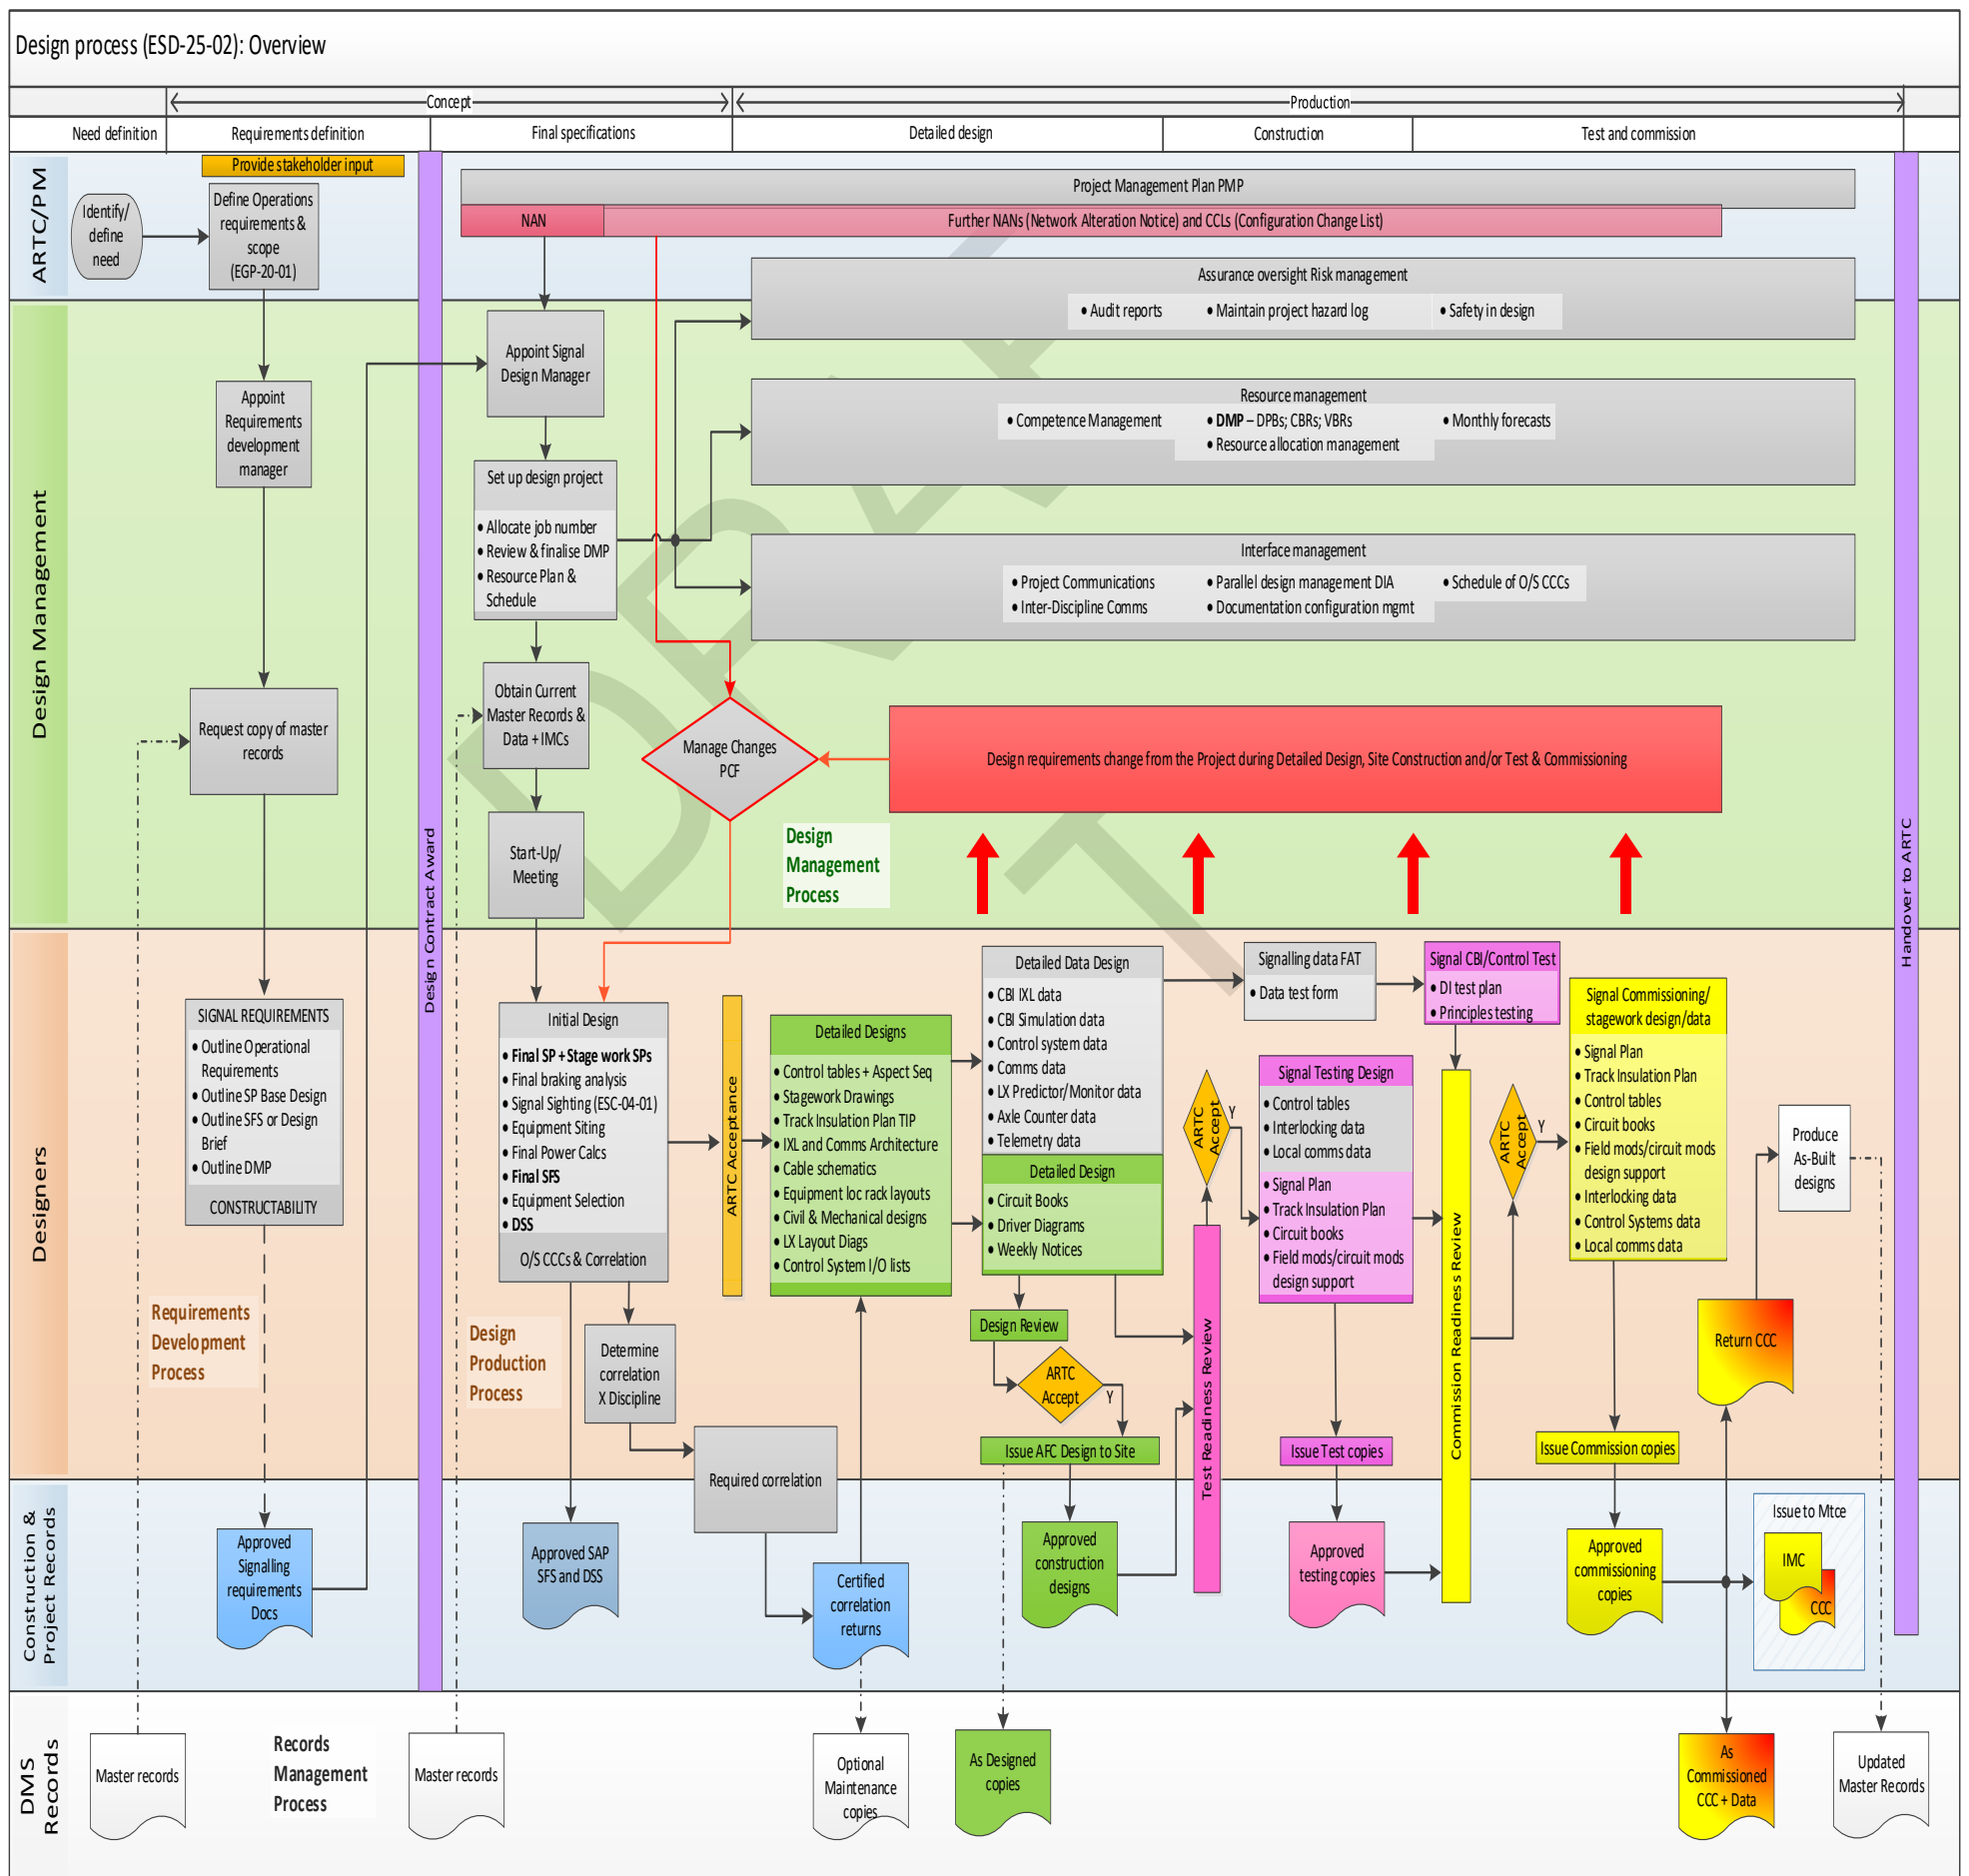 Design process (ESD-25-02): Overview
Concept
Production
Need definition
Requirements definition
Final specifications
Detailed design
Construction
Test and commission
ARTC/PM
Provide stakeholder input
Identify/
define
need
Define Operations
requirements &
scope
(EGP-20-01)
Project Management Plan PMP
NAN
Further NANs (Network Alteration Notice) and CCLs (Configuration Change List)
Assurance oversight Risk management
• Audit reports
• Maintain project hazard log
• Safety in design
Design Management
Appoint
Requirements
development
manager
Request copy of master
records
Appoint Signal
Design Manager
Set up design project
• Allocate job number
• Review & finalise DMP
• Resource Plan &
Schedule
Obtain Current
Master Records &
Data + IMCs
Start-Up/
Meeting
Resource management
• Competence Management
• DMP – DPBs; CBRs; VBRs
• Resource allocation management
• Monthly forecasts
Interface management
• Project Communications
• Inter-Discipline Comms
• Parallel design management DIA
• Documentation configuration mgmt
• Schedule of O/S CCCs
Manage Changes
PCF
Design requirements change from the Project during Detailed Design, Site Construction and/or Test & Commissioning
Design
Management
Process
DRAFT
Design Contract Award
Handover to ARTC
Designers
SIGNAL REQUIREMENTS
• Outline Operational
Requirements
• Outline SP Base Design
• Outline SFS or Design
Brief
• Outline DMP
CONSTRUCTABILITY
Requirements
Development
Process
Initial Design
• Final SP + Stage work SPs
• Final braking analysis
• Signal Sighting (ESC-04-01)
• Equipment Siting
• Final Power Calcs
• Final SFS
• Equipment Selection
• DSS
O/S CCCs & Correlation
Design
Production
Process
Determine
correlation
X Discipline
Required correlation
ARTC Acceptance
Detailed Designs
• Control tables + Aspect Seq
• Stagework Drawings
• Track Insulation Plan TIP
• IXL and Comms Architecture
• Cable schematics
• Equipment loc rack layouts
• Civil & Mechanical designs
• LX Layout Diags
• Control System I/O lists
Detailed Data Design
• CBI IXL data
• CBI Simulation data
• Control system data
• Comms data
• LX Predictor/Monitor data
• Axle Counter data
• Telemetry data
Detailed Design
• Circuit Books
• Driver Diagrams
• Weekly Notices
Design Review
ARTC
Accept
Y
Issue AFC Design to Site
Test Readiness Review
ARTC
Accept
Y
Signalling data FAT
• Data test form
Signal Testing Design
• Control tables
• Interlocking data
• Local comms data
• Signal Plan
• Track Insulation Plan
• Circuit books
• Field mods/circuit mods
design support
Issue Test copies
Signal CBI/Control Test
• DI test plan
• Principles testing
Commission Readiness Review
ARTC
Accept
Y
Signal Commissioning/
stagework design/data
• Signal Plan
• Track Insulation Plan
• Control tables
• Circuit books
• Field mods/circuit mods
design support
• Interlocking data
• Control Systems data
• Local comms data
Issue Commission copies
Return CCC
Produce
As-Built
designs
Construction &
Project Records
Approved
Signalling
requirements
Docs
Approved SAP
SFS and DSS
Certified
correlation
returns
Approved
construction
designs
Approved
testing copies
Approved
commissioning
copies
Issue to Mtce
IMC
CCC
DMS
Records
Master records
Records
Management
Process
Master records
Optional
Maintenance
copies
As Designed
copies
As
Commissioned
CCC + Data
Updated
Master Records